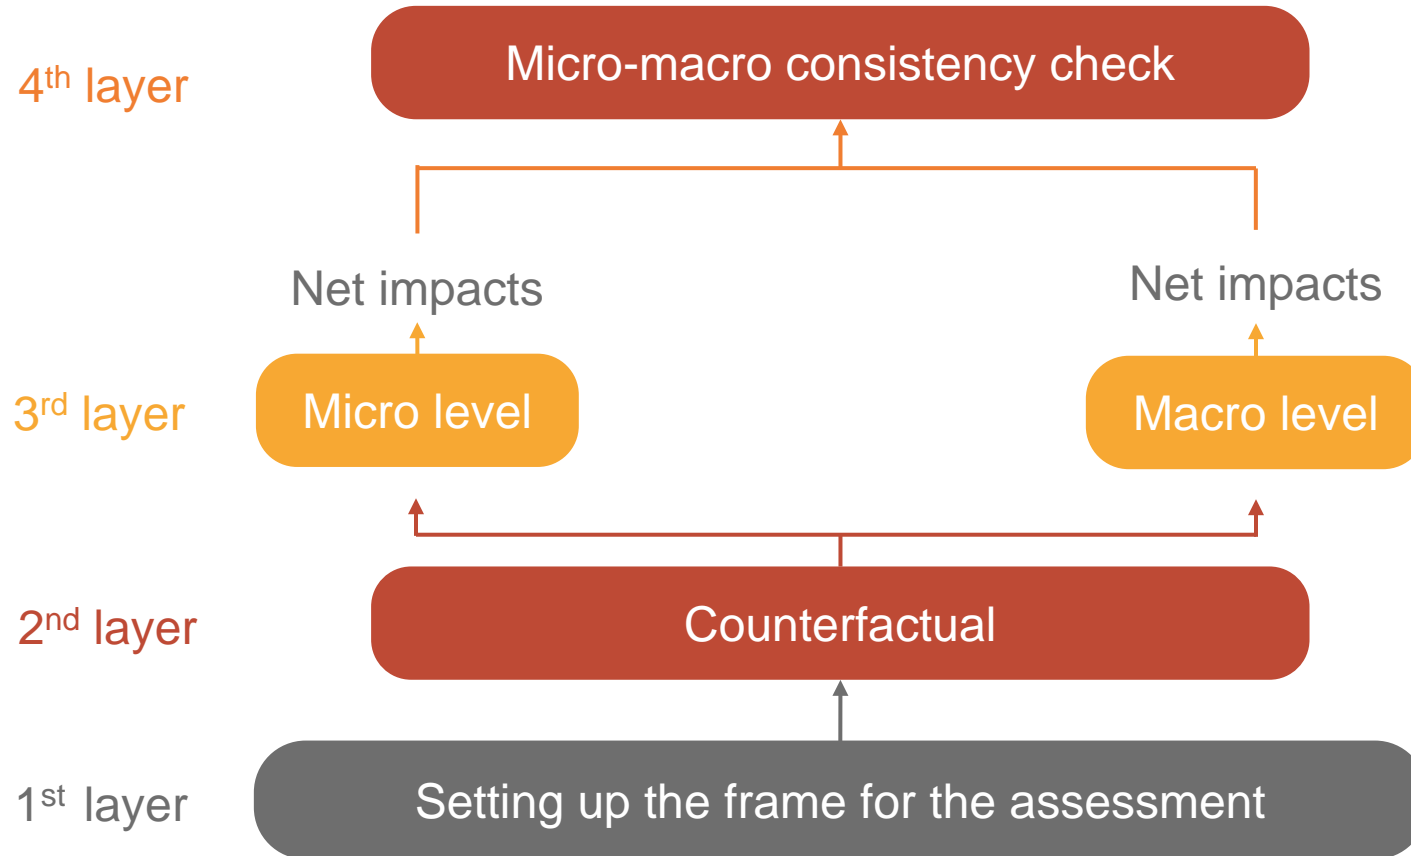 4th layer
Micro-macro consistency check
Net impacts
Net impacts
3rd layer
Micro level
Macro level
2nd layer
Counterfactual
1st layer
Setting up the frame for the assessment